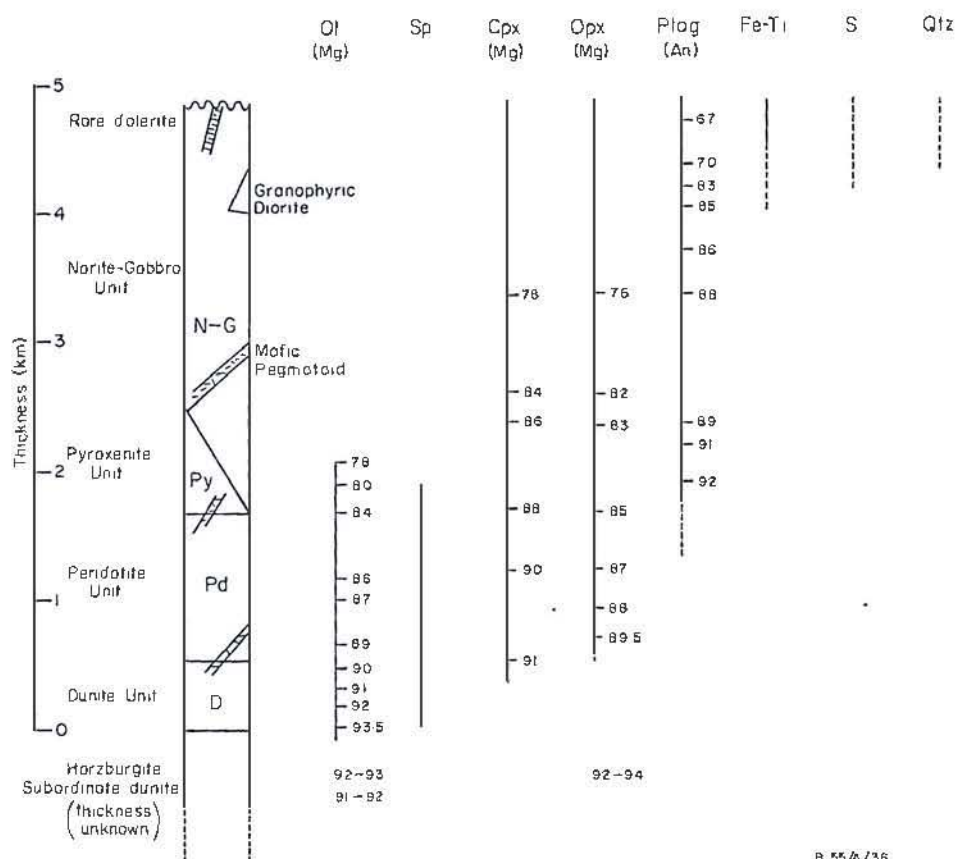 Ol Sp Cpx Opx Plag Fe-Ti S Qtz
(Mg) (Mg) (Mg) (An)
5
Rare dolerite
67
70
Granophyric
Diorite
83
85
4
86
Norite-Gabbro
Unit
78 76 88
N-G
3
Mafic
Pegmatoid
84 82
86 83 89
91
Thickness (km)
Pyroxenite
Unit
78
2
80
92
Py
84
88 85
Peridotite
Unit
Pd
86
90 87
1
87
88
89
89.5
90
91
Dunite Unit
D
91
92
93.5
0
Harzburgite
Subordinate dunite
(thickness
unknown)
92-93 92-94
91-92